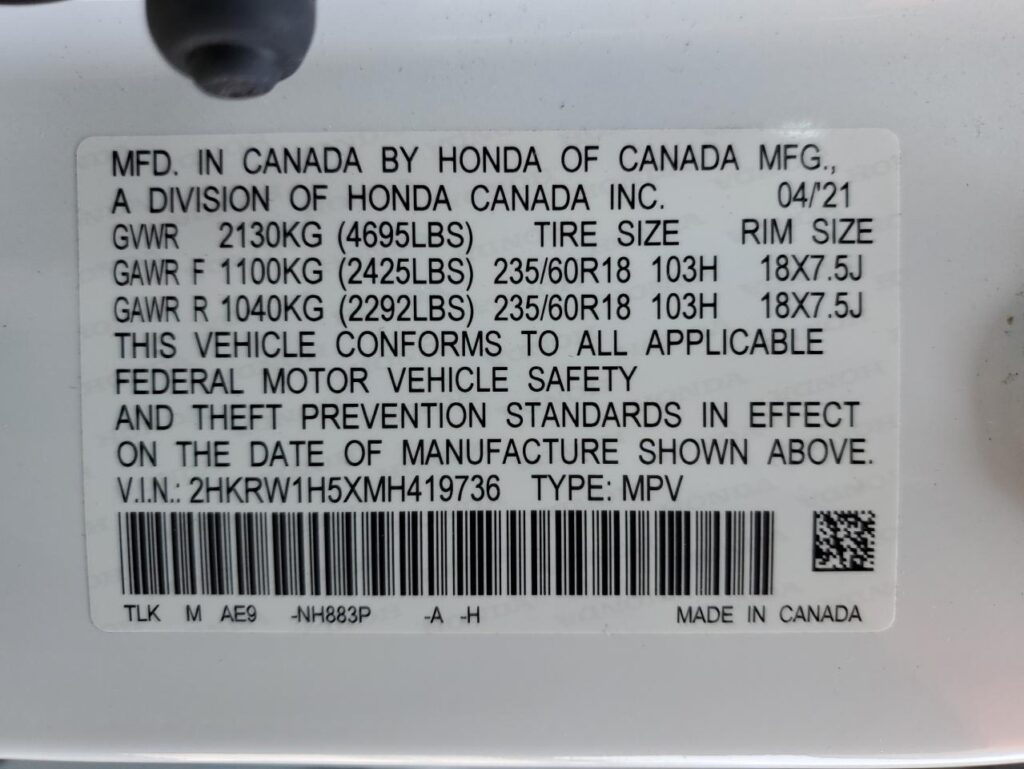 MFD. IN CANADA BY HONDA OF CANADA MFG.,
A DIVISION OF HONDA CANADA INC. 04/'21
GVWR 2130KG (4695LBS) TIRE SIZE RIM SIZE
GAWR F 1100KG (2425LBS) 235/60R18 103H 18X7.5J
GAWR R 1040KG (2292LBS) 235/60R18 103H 18X7.5J
THIS VEHICLE CONFORMS TO ALL APPLICABLE
FEDERAL MOTOR VEHICLE SAFETY
AND THEFT PREVENTION STANDARDS IN EFFECT
ON THE DATE OF MANUFACTURE SHOWN ABOVE.
V.I.N.: 2HKRW1H5XMH419736 TYPE: MPV
TLK M AE9 -NH883P -A -H MADE IN CANADA